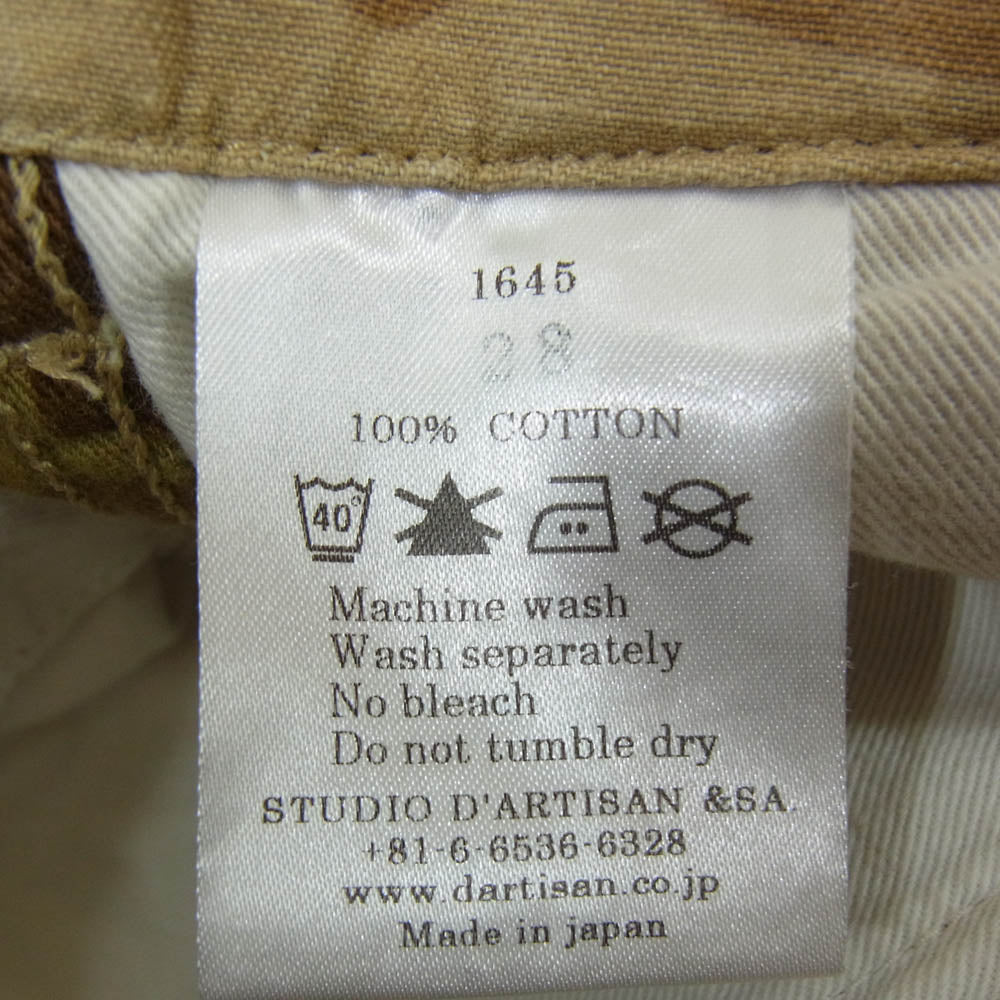 1645
28
100% COTTON
40°
Machine wash
Wash separately
No bleach
Do not tumble dry
STUDIO D'ARTISAN &SA.
+81-6-6536-6328
www.dartisan.co.jp
Made in japan